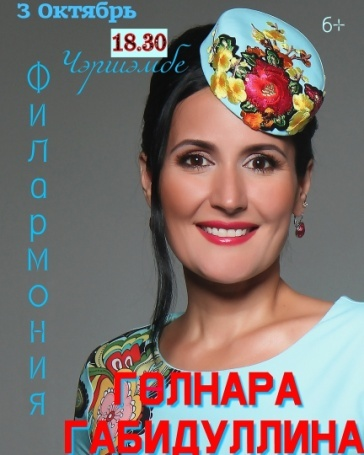 3 Октябрь
18.30
6+
Чәршәмбе
Филармония
ГӨЛНАРА
ГАБИДУЛЛИНА